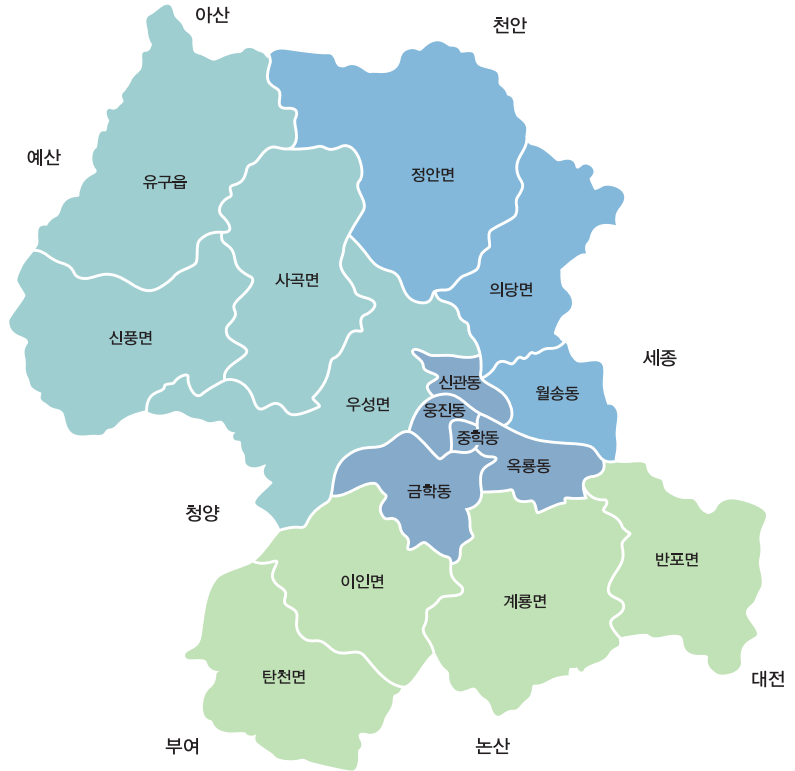 아산
천안
예산
유구읍
정안면
사곡면
의당면
신풍면
세종
신관동
월송동
우성면
웅진동
중학동
옥룡동
금학동
청양
반포면
이인면
계룡면
탄천면
대전
부여
논산